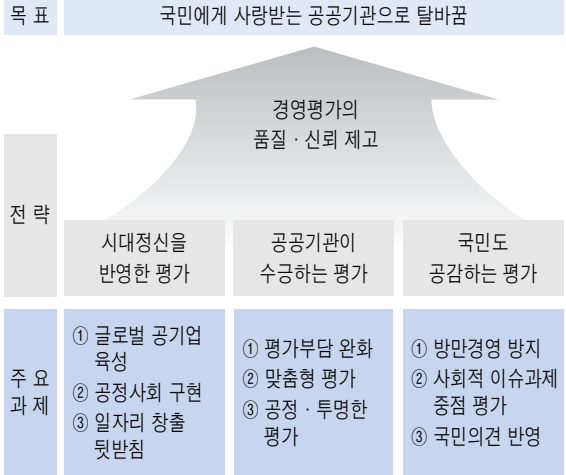 목 표
국민에게 사랑받는 공공기관으로 탈바꿈
경영평가의
품질 · 신뢰 제고
전 략
시대정신을
반영한 평가
공공기관이
수긍하는 평가
국민도
공감하는 평가
주 요
과 제
① 글로벌 공기업
육성
② 공정사회 구현
③ 일자리 창출
뒷받침
① 평가부담 완화
② 맞춤형 평가
③ 공정 · 투명한
평가
① 방만경영 방지
② 사회적 이슈과제
중점 평가
③ 국민의견 반영